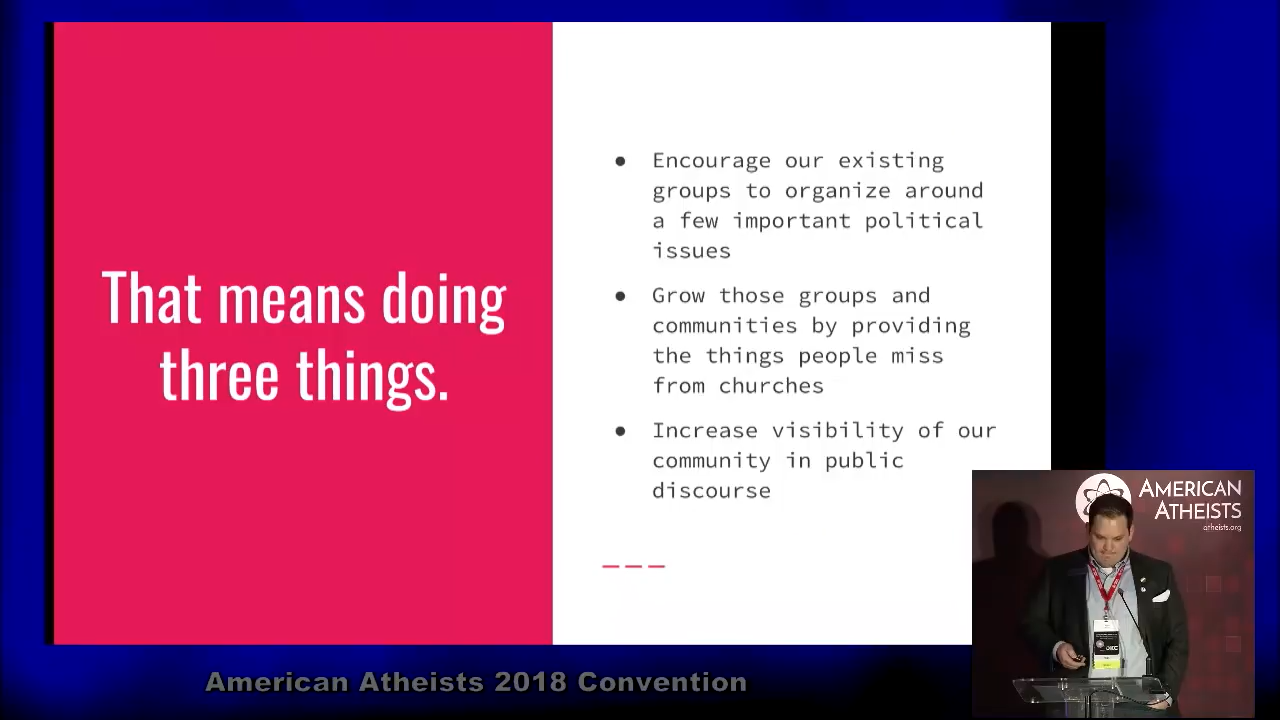 That means doing
three things.
● Encourage our existing
groups to organize around
a few important political
issues
● Grow those groups and
communities by providing
the things people miss
from churches
● Increase visibility of our
community in public
discourse
AMERICAN
ATHEISTS
atheists.org
American Atheists 2018 Convention